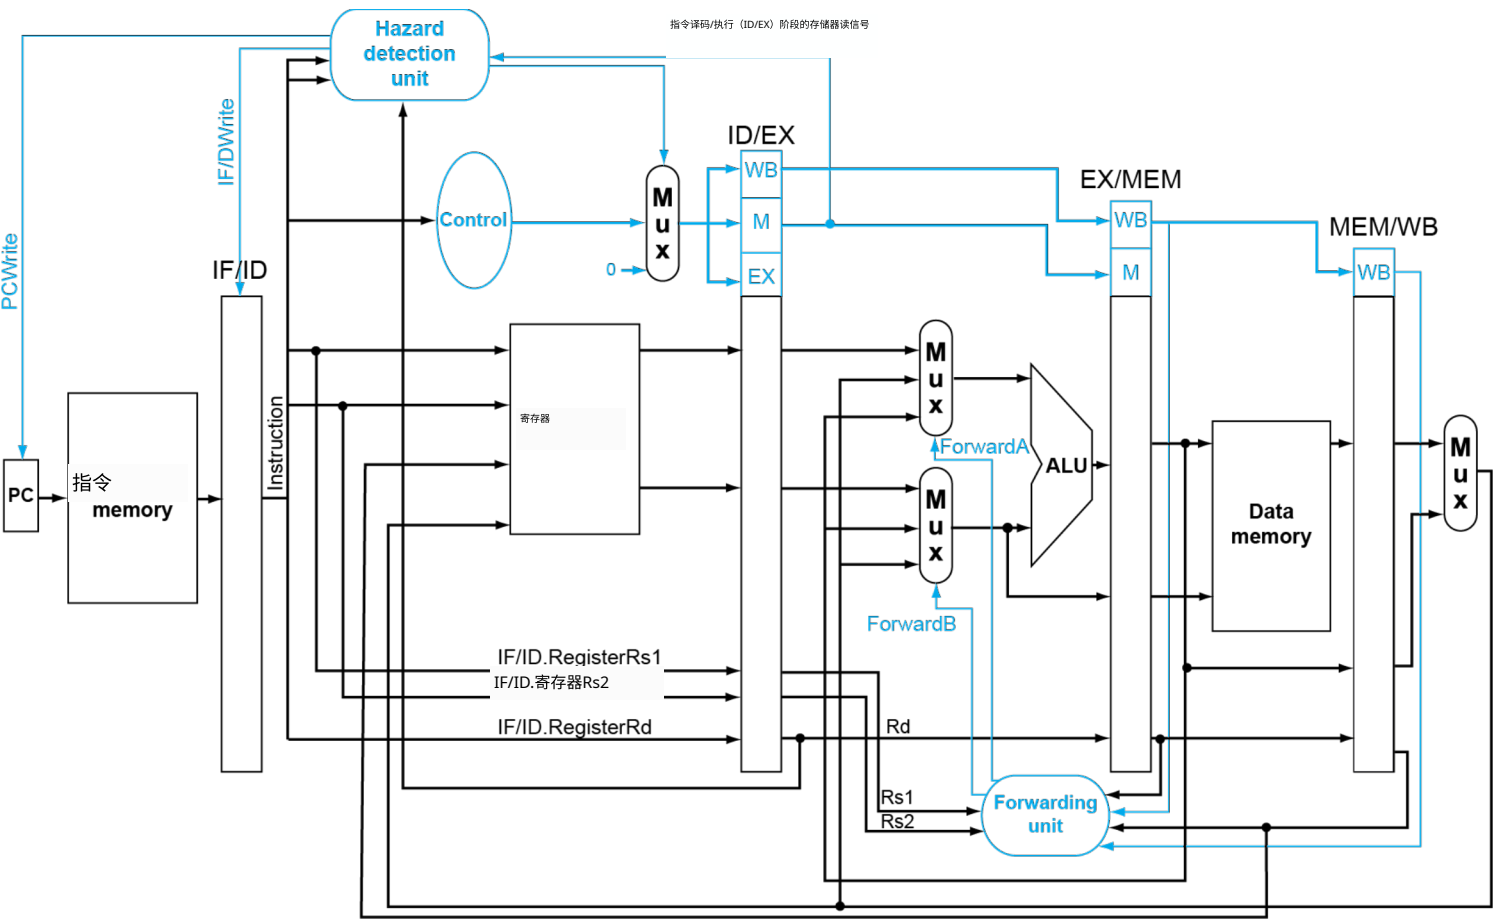 Hazard
detection
unit
指令译码/执行（ID/EX）阶段的存储器读信号
IF/DWrite
PCWrite
ID/EX
WB
M
EX
Control
M
u
x
0
EX/MEM
WB
M
MEM/WB
WB
IF/ID
PC
指令
memory
Instruction
寄存器
M
u
x
ForwardA
M
u
x
ForwardB
ALU
Data
memory
M
u
x
IF/ID.RegisterRs1
IF/ID.寄存器Rs2
IF/ID.RegisterRd
Rd
Rs1
Rs2
Forwarding
unit